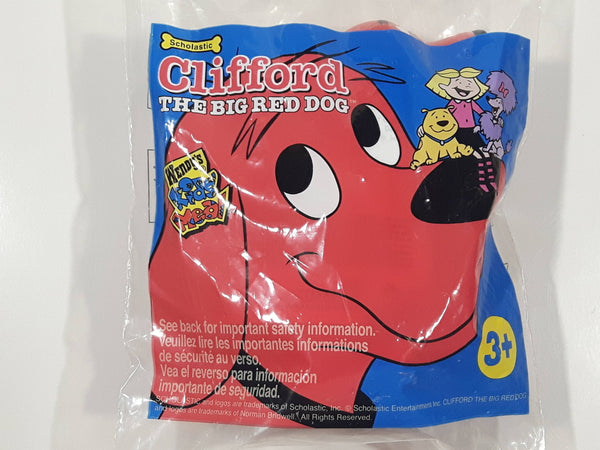 Scholastic
Clifford
THE BIG RED DOG™
WENDY'S
Kids'
Meal
See back for important safety information.
Veuillez lire les importantes informations
de sécurité au verso.
Vea el reverso para información
importante de seguridad.
3+
SCHOLASTIC and logos are trademarks of Scholastic, Inc. © Scholastic Entertainment Inc. CLIFFORD THE BIG RED DOG
and logos are trademarks of Norman Bridwell. All Rights Reserved.